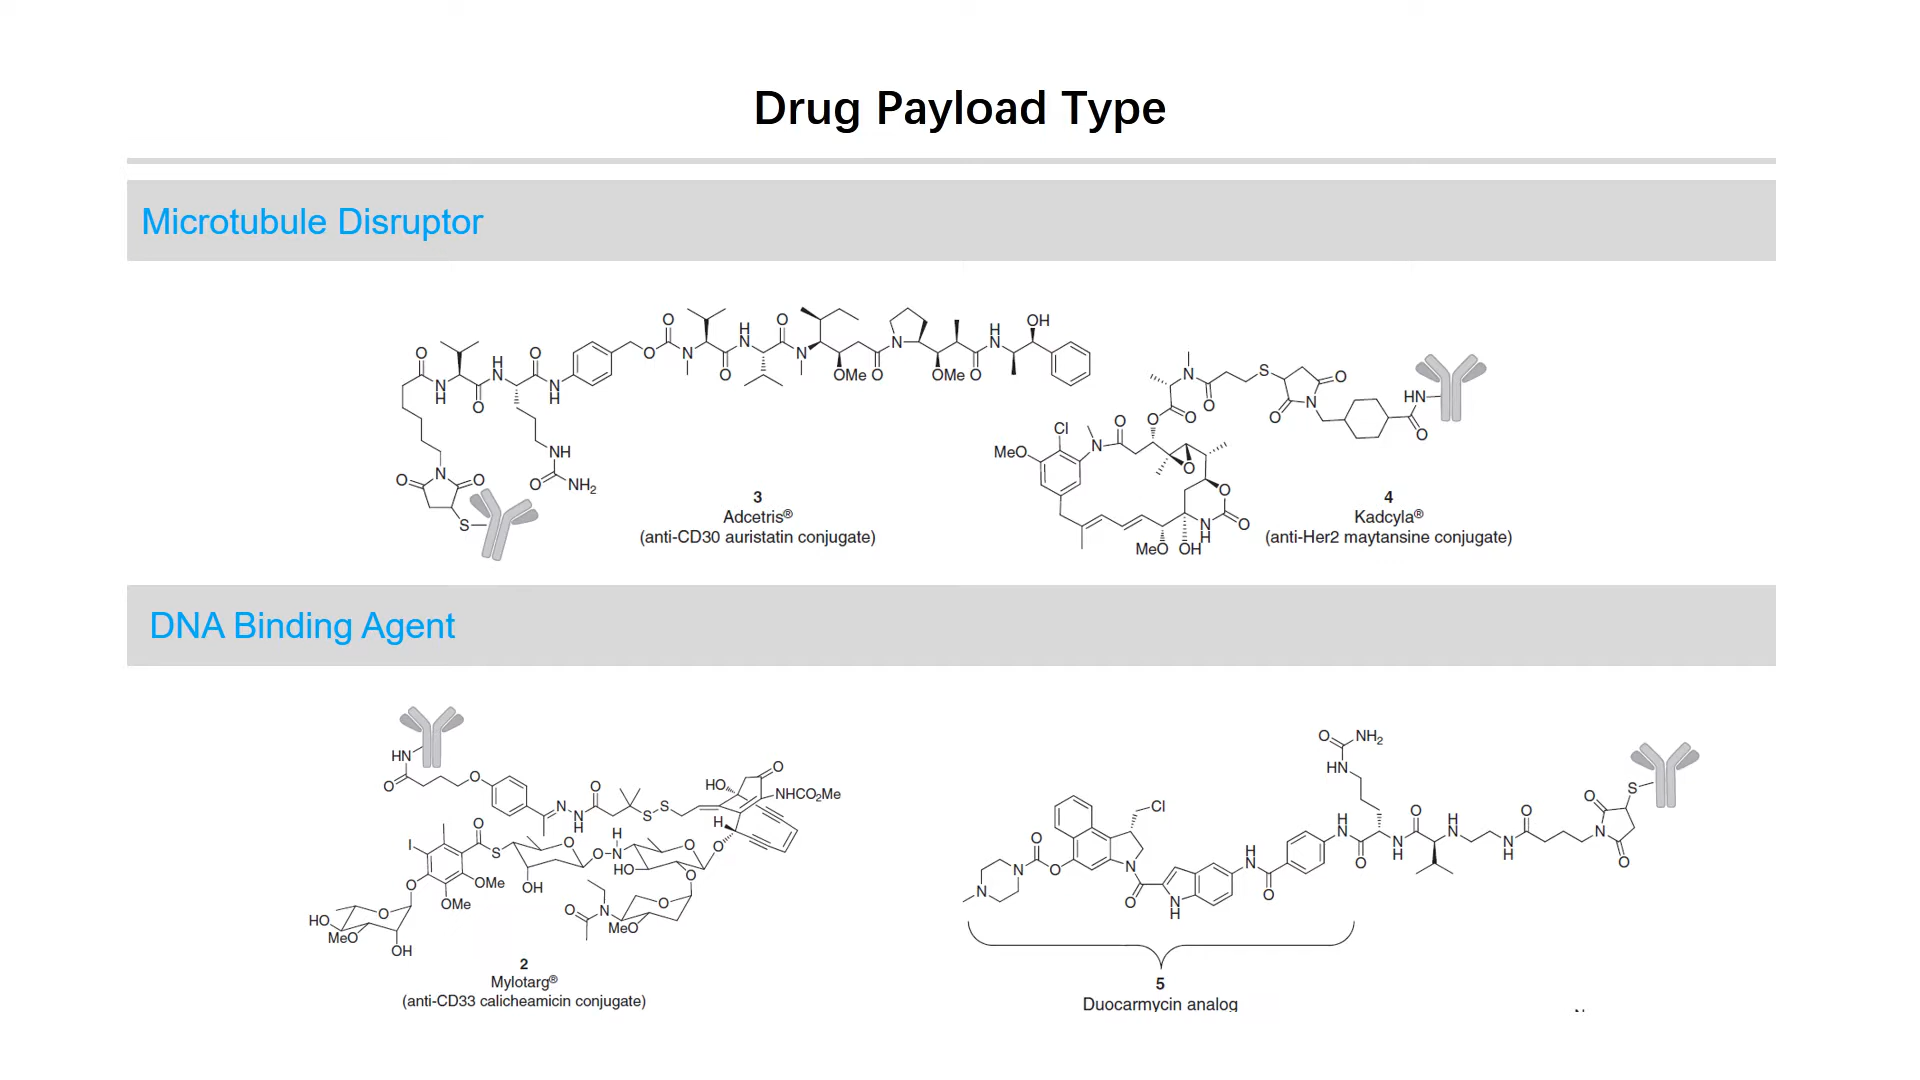 Drug Payload Type
Microtubule Disruptor
3
Adcetris®
(anti-CD30 auristatin conjugate)
4
Kadcyla®
(anti-Her2 maytansine conjugate)
DNA Binding Agent
2
Mylotarg®
(anti-CD33 calicheamicin conjugate)
5
Duocarmycin analog